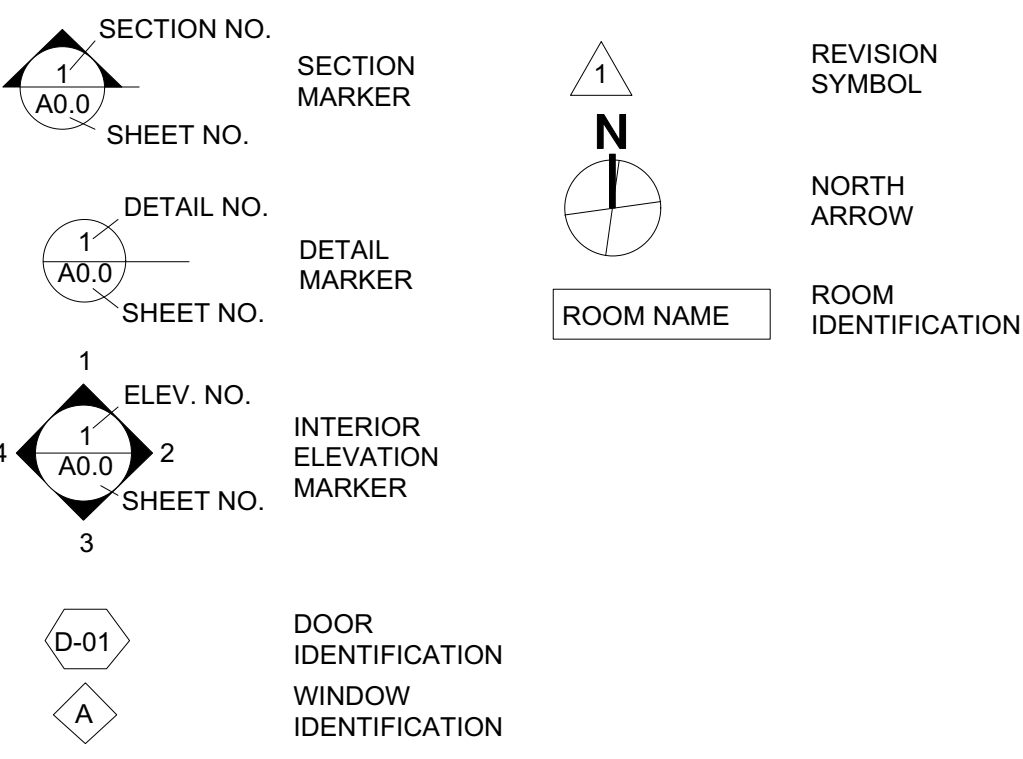 SECTION NO.
1
A0.0
SHEET NO.
SECTION
MARKER
DETAIL NO.
1
A0.0
SHEET NO.
DETAIL
MARKER
1
ELEV. NO.
4
1
2
A0.0
SHEET NO.
3
INTERIOR
ELEVATION
MARKER
D-01
DOOR
IDENTIFICATION
A
WINDOW
IDENTIFICATION
1
REVISION
SYMBOL
N
NORTH
ARROW
ROOM NAME
ROOM
IDENTIFICATION